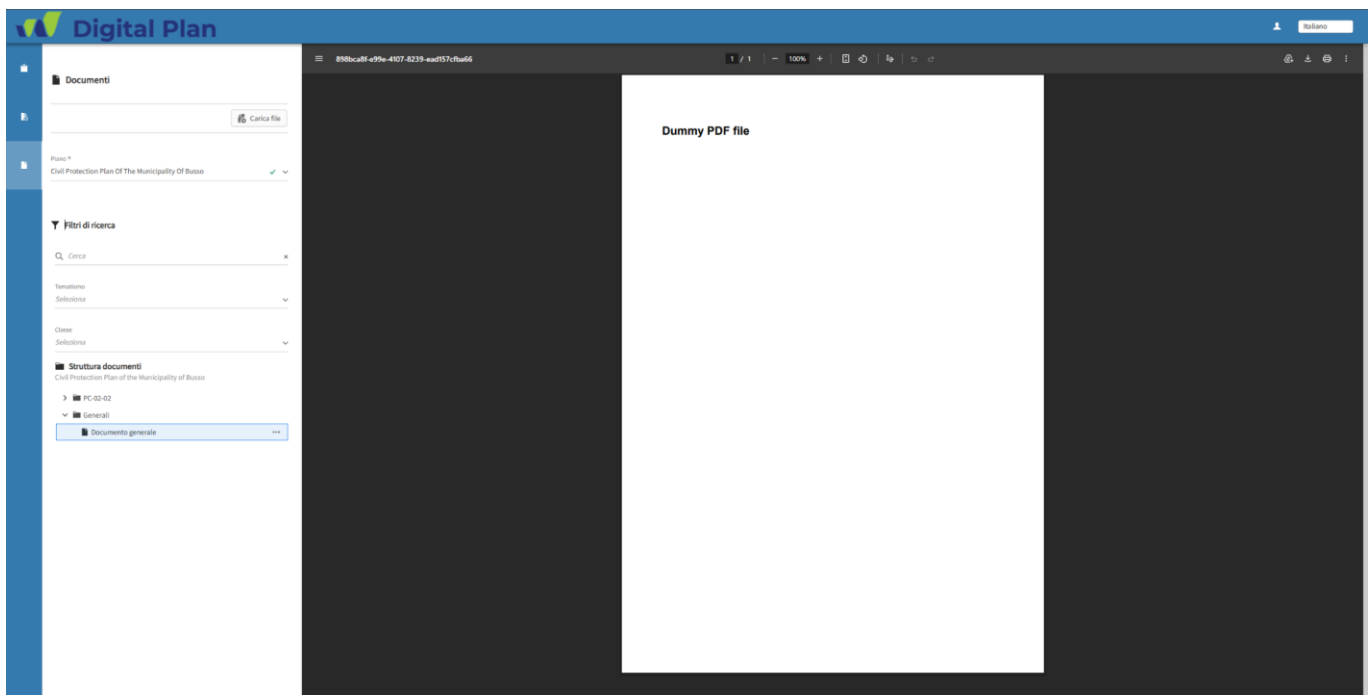 Digital Plan
Italiano
Documenti
Carica file
Piano *
Civil Protection Plan Of The Municipality Of Busso
Filtri di ricerca
Cerca
Tematismo
Seleziona
Classe
Seleziona
Struttura documenti
Civil Protection Plan of the Municipality of Busso
PC-02-02
Generali
Documento generale
898bca8f-e99e-4107-8239-ead157cfba66
1 / 1
100%
Dummy PDF file